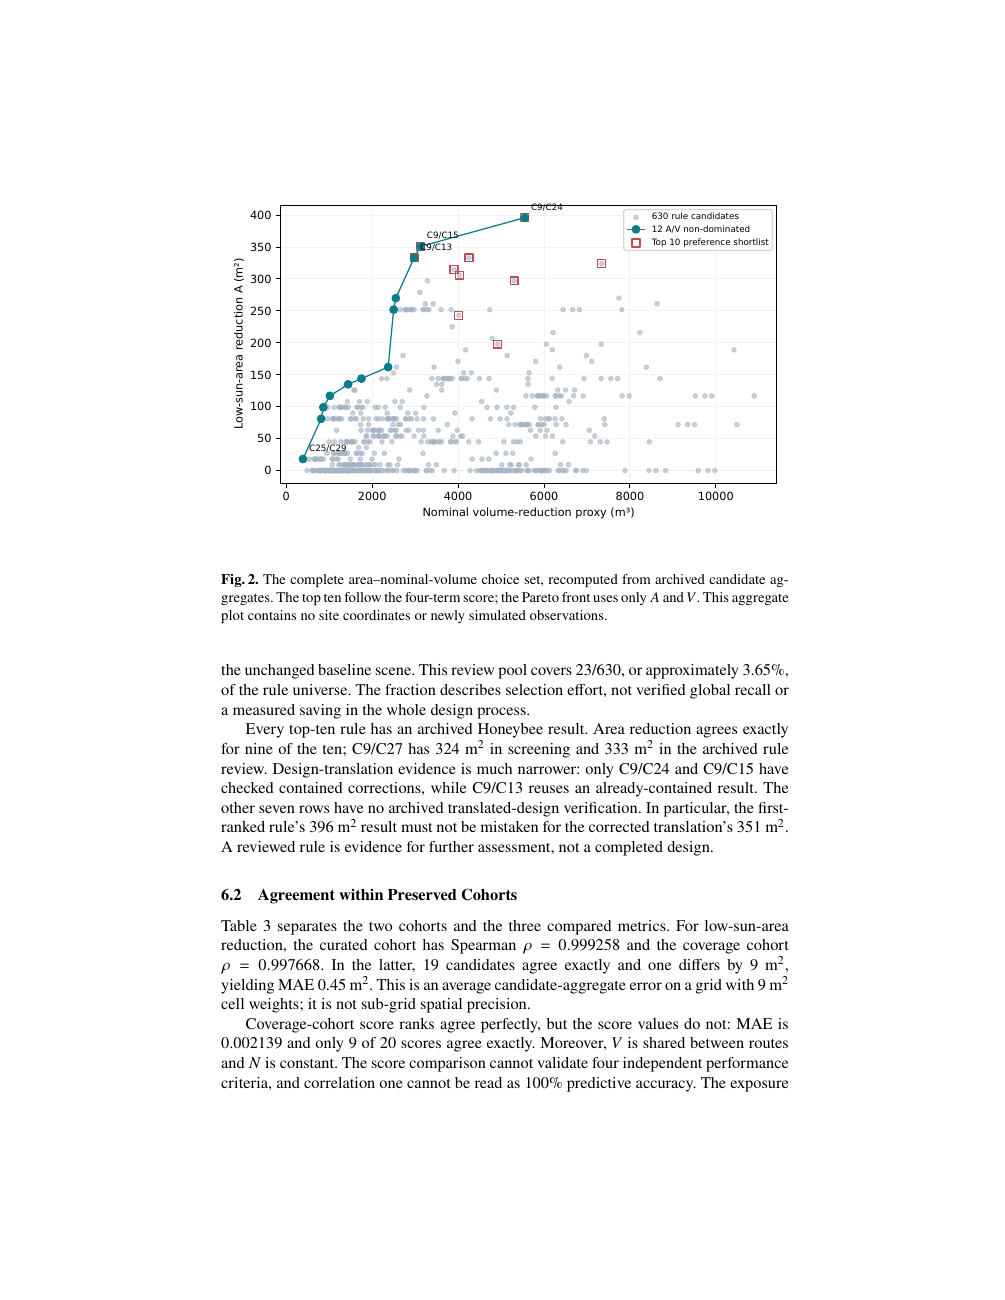 C9/C24
C9/C15
C9/C13
C25/C29
630 rule candidates
12 A/V non-dominated
Top 10 preference shortlist
400
350
300
250
200
150
100
50
0
Low-sun-area reduction A (m²)
0 2000 4000 6000 8000 10000
Nominal volume-reduction proxy (m³)
Fig. 2. The complete area–nominal-volume choice set, recomputed from archived candidate ag-
gregates. The top ten follow the four-term score; the Pareto front uses only A and V. This aggregate
plot contains no site coordinates or newly simulated observations.
the unchanged baseline scene. This review pool covers 23/630, or approximately 3.65%,
of the rule universe. The fraction describes selection effort, not verified global recall or
a measured saving in the whole design process.
Every top-ten rule has an archived Honeybee result. Area reduction agrees exactly
for nine of the ten; C9/C27 has 324 m² in screening and 333 m² in the archived rule
review. Design-translation evidence is much narrower: only C9/C24 and C9/C15 have
checked contained corrections, while C9/C13 reuses an already-contained result. The
other seven rows have no archived translated-design verification. In particular, the first-
ranked rule’s 396 m² result must not be mistaken for the corrected translation’s 351 m².
A reviewed rule is evidence for further assessment, not a completed design.
6.2 Agreement within Preserved Cohorts
Table 3 separates the two cohorts and the three compared metrics. For low-sun-area
reduction, the curated cohort has Spearman ρ = 0.999258 and the coverage cohort
ρ = 0.997668. In the latter, 19 candidates agree exactly and one differs by 9 m²,
yielding MAE 0.45 m². This is an average candidate-aggregate error on a grid with 9 m²
cell weights; it is not sub-grid spatial precision.
Coverage-cohort score ranks agree perfectly, but the score values do not: MAE is
0.002139 and only 9 of 20 scores agree exactly. Moreover, V is shared between routes
and N is constant. The score comparison cannot validate four independent performance
criteria, and correlation one cannot be read as 100% predictive accuracy. The exposure